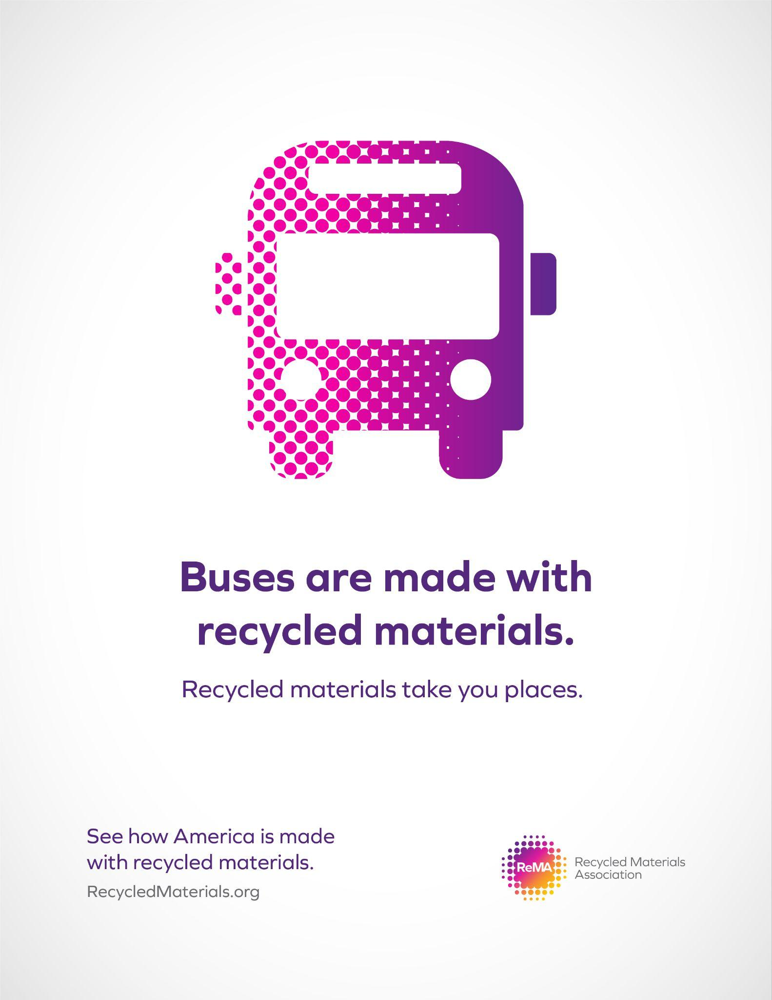 Buses are made with
recycled materials.
Recycled materials take you places.
See how America is made
with recycled materials.
RecycledMaterials.org
ReMA
Recycled Materials
Association